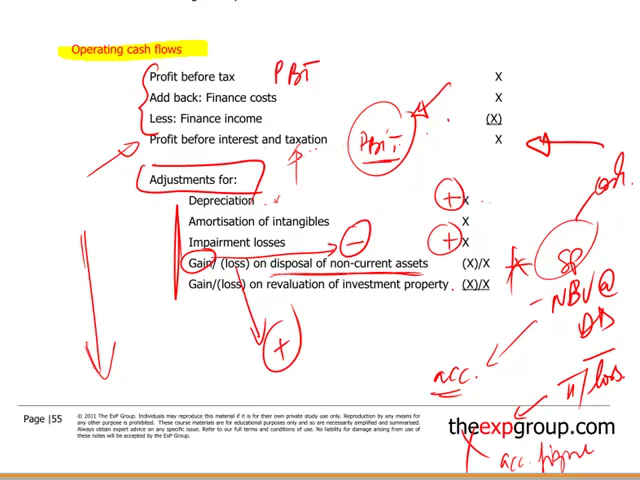 Operating cash flows
Profit before tax PBT X
Add back: Finance costs X
Less: Finance income (X)
Profit before interest and taxation PBIT X
Adjustments for:
cash.
Depreciation + X
Amortisation of intangibles X
Impairment losses - + X
Gain/ (loss) on disposal of non-current assets (X)/X SP
Gain/(loss) on revaluation of investment property (X)/X - NBV@
DD
+
acc. π/loss
Page |55 © 2011 The ExP Group. Individuals may reproduce this material if it is for their own private study use only. Reproduction by any means for
any other purpose is prohibited. These course materials are for educational purposes only and so are necessarily simplified and summarised.
Always obtain expert advice on any specific issue. Refer to our full terms and conditions of use. No liability for damage arising from use of
these notes will be accepted by the ExP Group.
theexpgroup.com
acc. figure